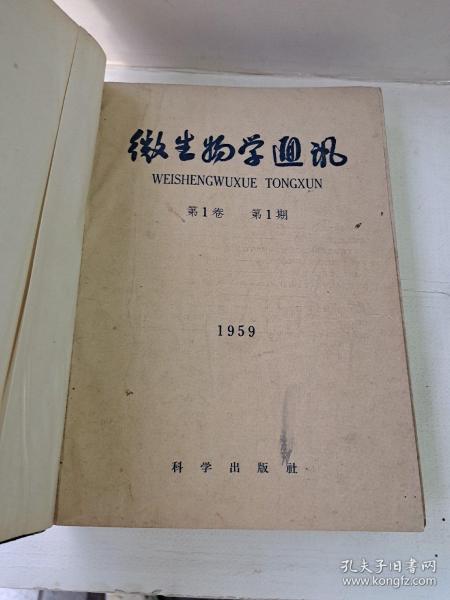 微生物学通讯
WEISHENGWUXUE TONGXUN
第1卷 第1期
1959
科学出版社
孔夫子旧书网
www.kongfz.com